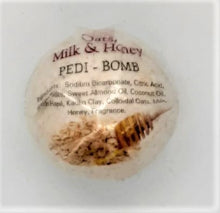 Oats,
Milk & Honey
PEDI - BOMB
Sodium Bicarbonate, Citric Acid,
Sweet Almond Oil, Coconut Oil,
Kaolin Clay, Colloidal Oats, Milk,
Honey, Fragrance.